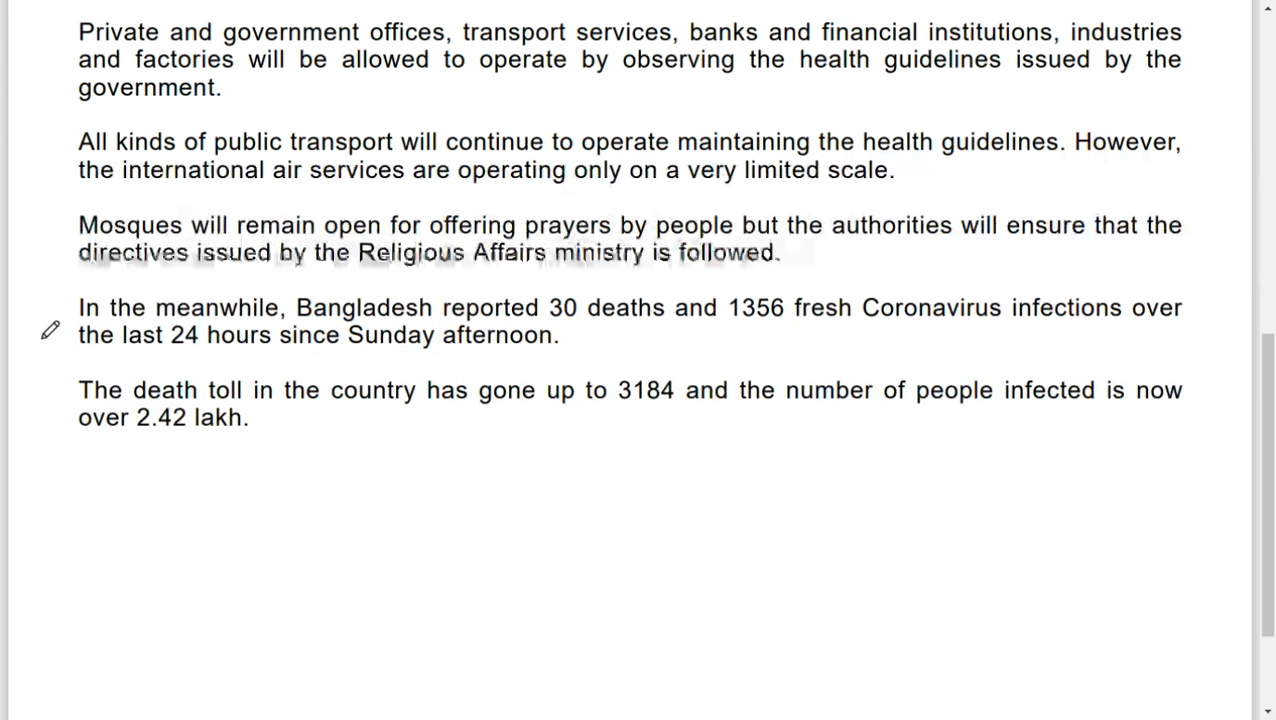 Private and government offices, transport services, banks and financial institutions, industries
and factories will be allowed to operate by observing the health guidelines issued by the
government.
All kinds of public transport will continue to operate maintaining the health guidelines. However,
the international air services are operating only on a very limited scale.
Mosques will remain open for offering prayers by people but the authorities will ensure that the
directives issued by the Religious Affairs ministry is followed.
In the meanwhile, Bangladesh reported 30 deaths and 1356 fresh Coronavirus infections over
the last 24 hours since Sunday afternoon.
The death toll in the country has gone up to 3184 and the number of people infected is now
over 2.42 lakh.